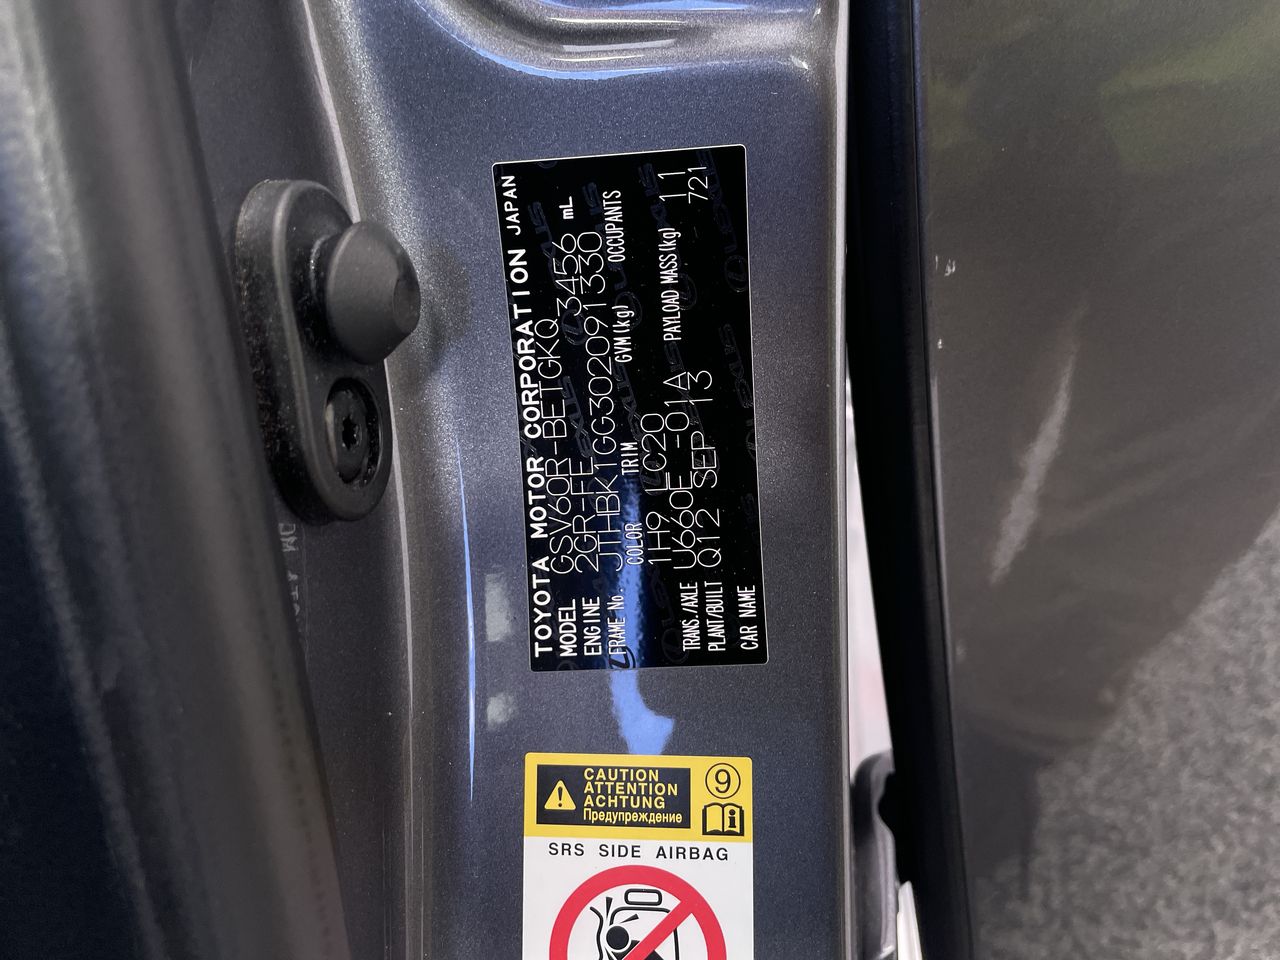 TOYOTA MOTOR CORPORATION JAPAN
MODEL GSV60R-BETGKQ
ENGINE 2GR-FE 3456 mL
FRAME No. JTHBK1GG302091330
COLOR TRIM GVM(kg) OCCUPANTS
1H9 LC20
TRANS./AXLE U660E-01A PAYLOAD MASS(kg) 11
PLANT/BUILT Q12 SEP 13 721
CAR NAME
LEXUS
CAUTION
ATTENTION
ACHTUNG
Предупреждение
9
i
SRS SIDE AIRBAG